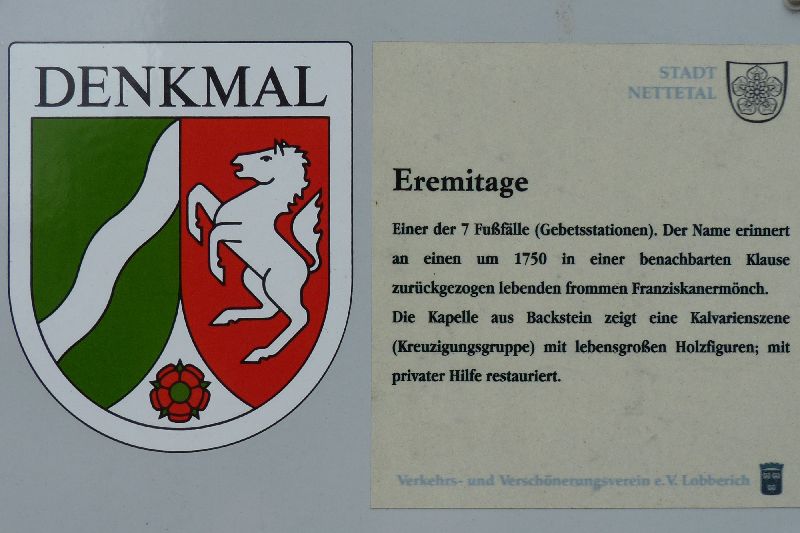 DENKMAL
STADT
NETTETAL
Eremitage
Einer der 7 Fußfälle (Gebetsstationen). Der Name erinnert
an einen um 1750 in einer benachbarten Klause
zurückgezogen lebenden frommen Franziskanermönch.
Die Kapelle aus Backstein zeigt eine Kalvarienszene
(Kreuzigungsgruppe) mit lebensgroßen Holzfiguren; mit
privater Hilfe restauriert.
Verkehrs- und Verschönerungsverein e.V. Lobberich